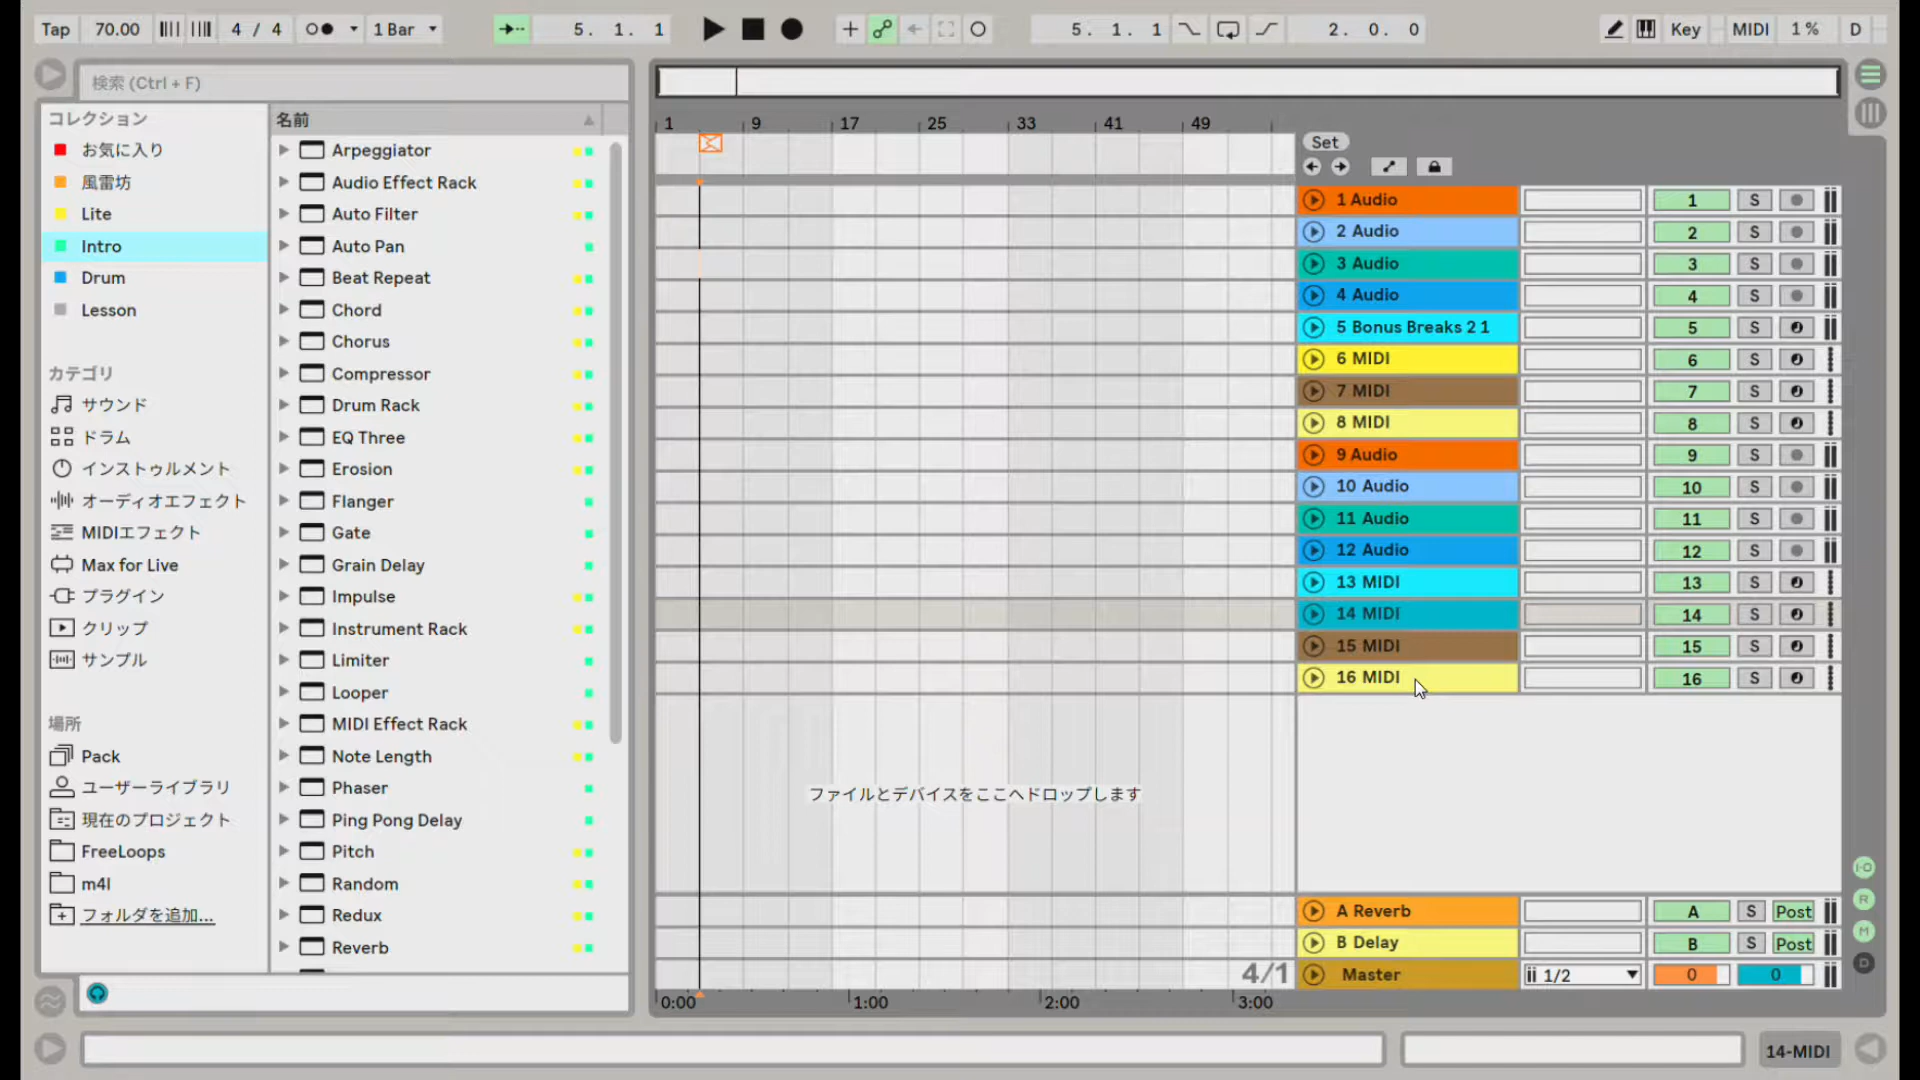 Tap 70.00 4 / 4 1 Bar 5. 1. 1 5. 1. 1 2. 0. 0 Key MIDI 1 % D
検索 (Ctrl + F)
コレクション
お気に入り
風雷坊
Lite
Intro
Drum
Lesson
カテゴリ
サウンド
ドラム
インストゥルメント
オーディオエフェクト
MIDIエフェクト
Max for Live
プラグイン
クリップ
サンプル
場所
Pack
ユーザーライブラリ
現在のプロジェクト
FreeLoops
m4l
フォルダを追加...
名前
Arpeggiator
Audio Effect Rack
Auto Filter
Auto Pan
Beat Repeat
Chord
Chorus
Compressor
Drum Rack
EQ Three
Erosion
Flanger
Gate
Grain Delay
Impulse
Instrument Rack
Limiter
Looper
MIDI Effect Rack
Note Length
Phaser
Ping Pong Delay
Pitch
Random
Redux
Reverb
1 9 17 25 33 41 49
Set
1 Audio 1 S
2 Audio 2 S
3 Audio 3 S
4 Audio 4 S
5 Bonus Breaks 2 1 5 S
6 MIDI 6 S
7 MIDI 7 S
8 MIDI 8 S
9 Audio 9 S
10 Audio 10 S
11 Audio 11 S
12 Audio 12 S
13 MIDI 13 S
14 MIDI 14 S
15 MIDI 15 S
16 MIDI 16 S
ファイルとデバイスをここへドロップします
I-O
R
M
D
A Reverb A S Post
B Delay B S Post
4/1 Master 1/2 0 0
0:00 1:00 2:00 3:00
14-MIDI